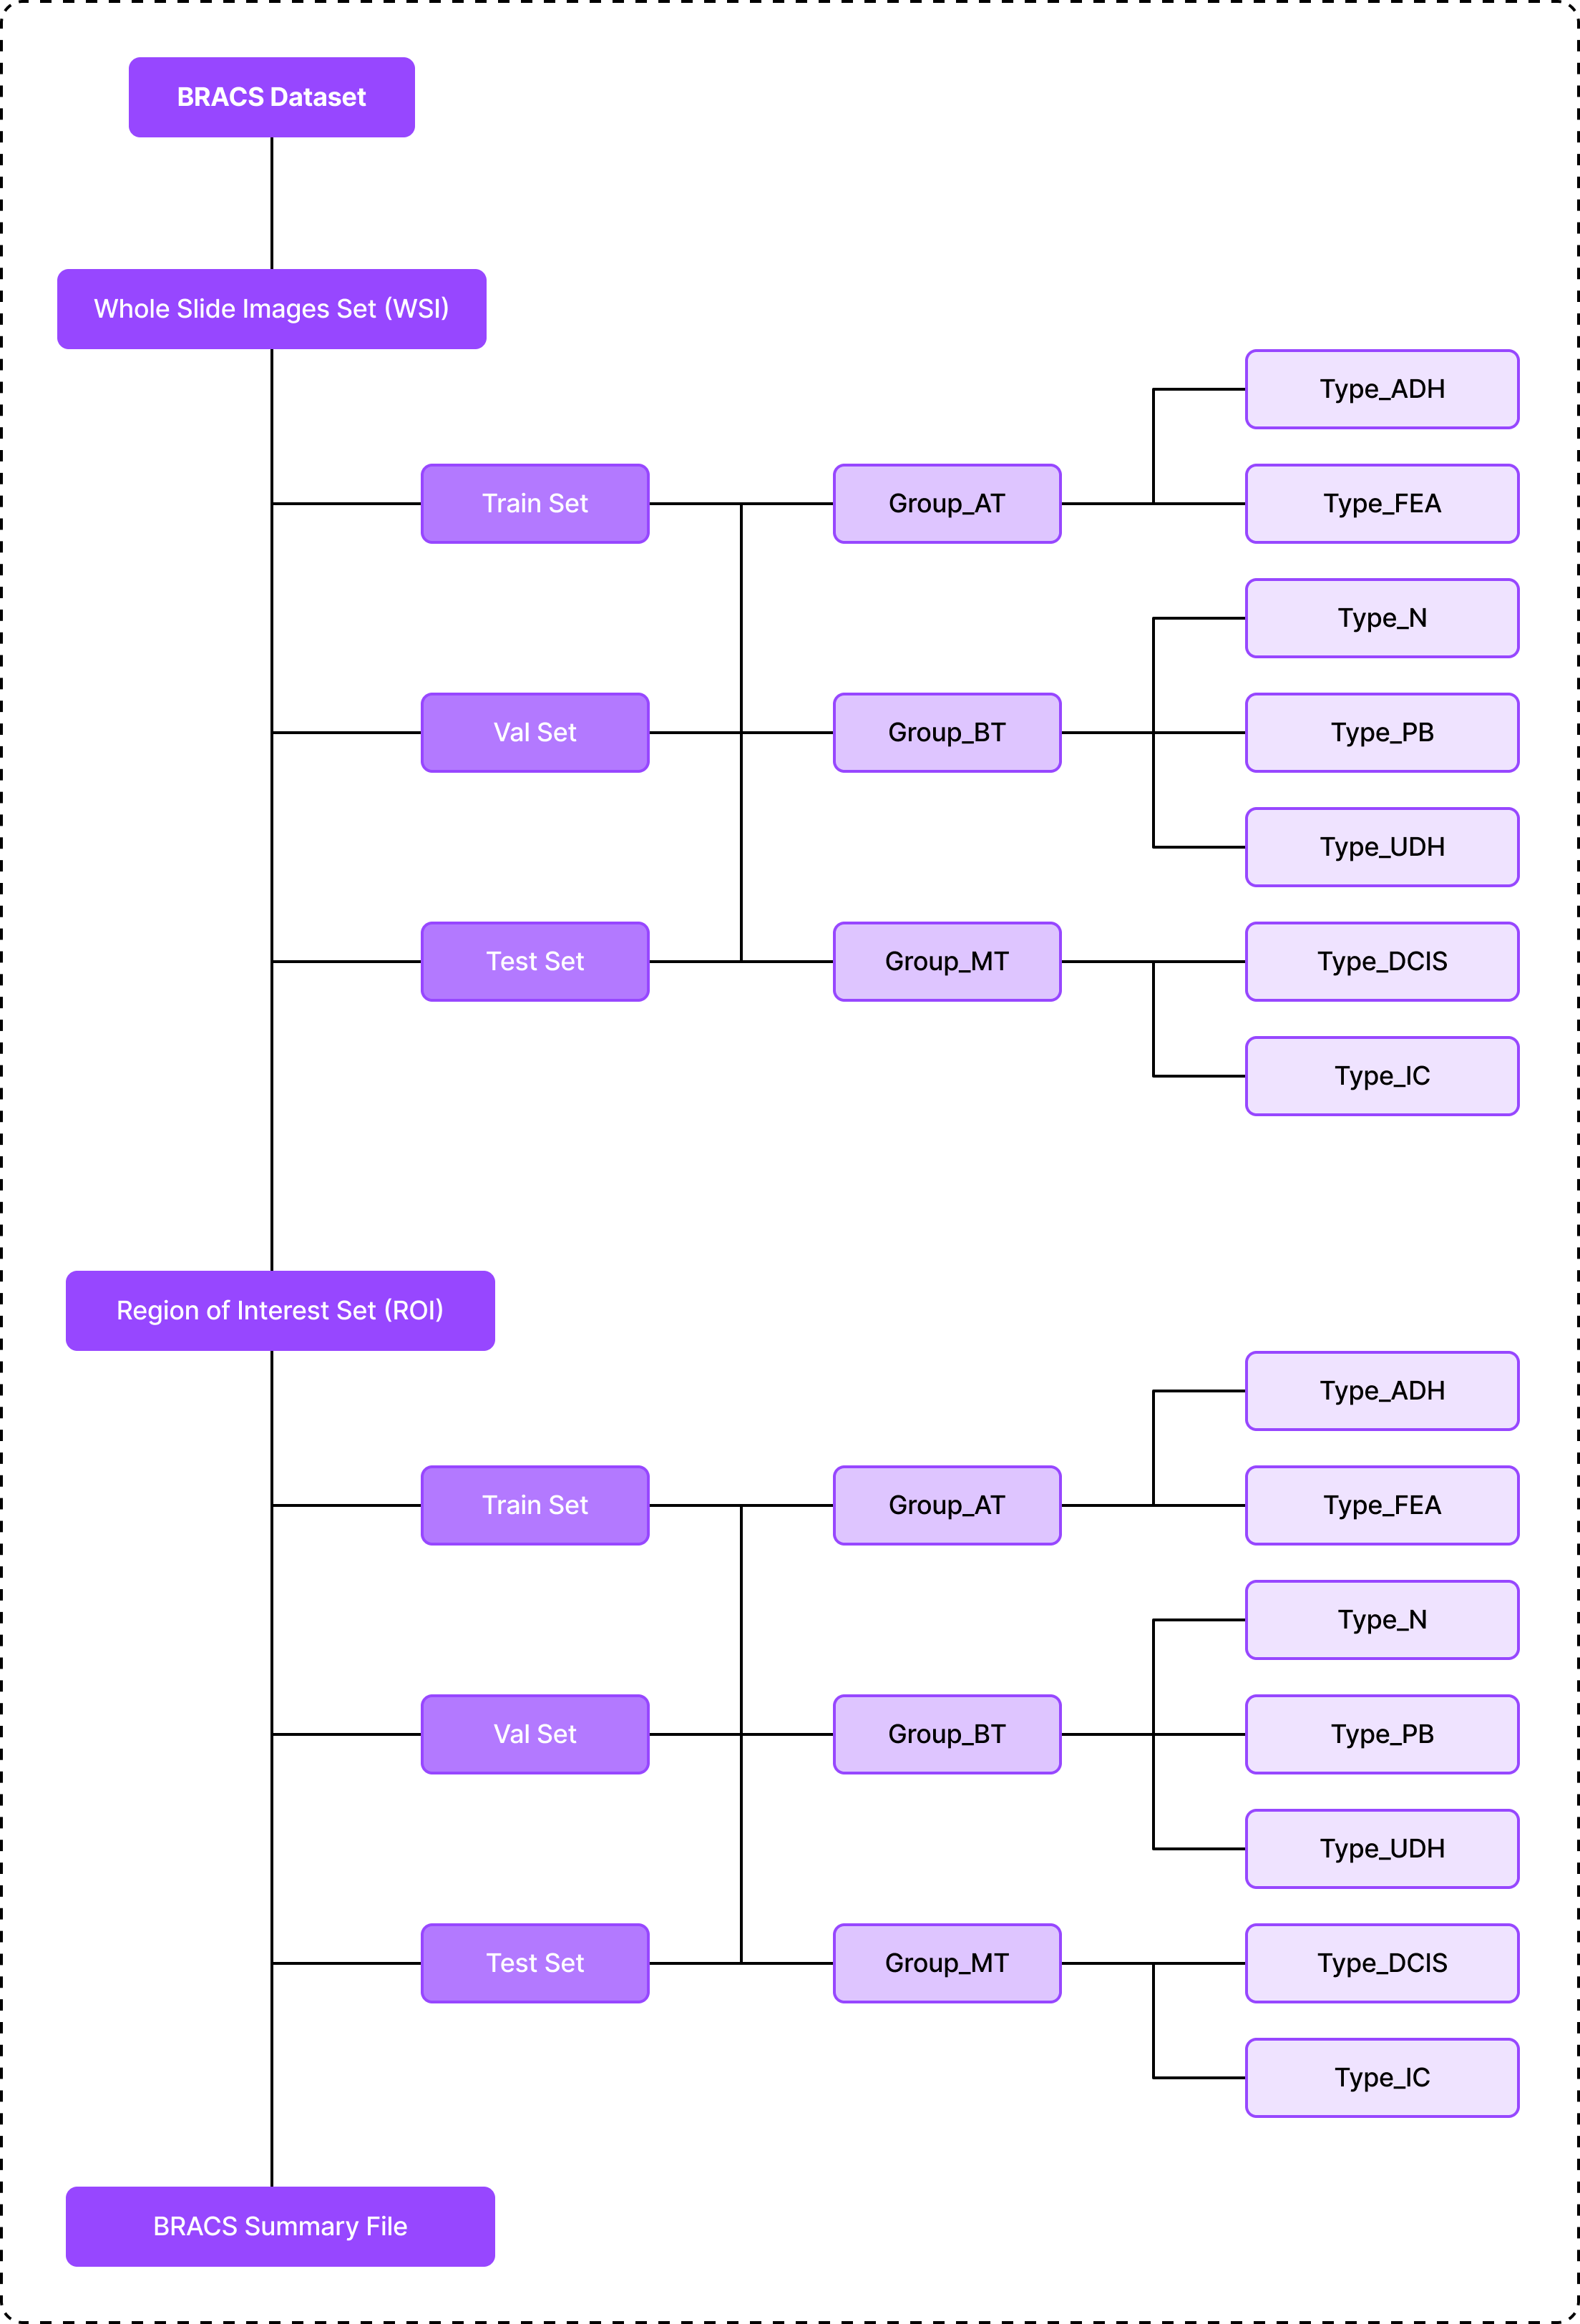 BRACS Dataset
Whole Slide Images Set (WSI)
Type_ADH
Train Set
Group_AT
Type_FEA
Type_N
Val Set
Group_BT
Type_PB
Type_UDH
Test Set
Group_MT
Type_DCIS
Type_IC
Region of Interest Set (ROI)
Type_ADH
Train Set
Group_AT
Type_FEA
Type_N
Val Set
Group_BT
Type_PB
Type_UDH
Test Set
Group_MT
Type_DCIS
Type_IC
BRACS Summary File